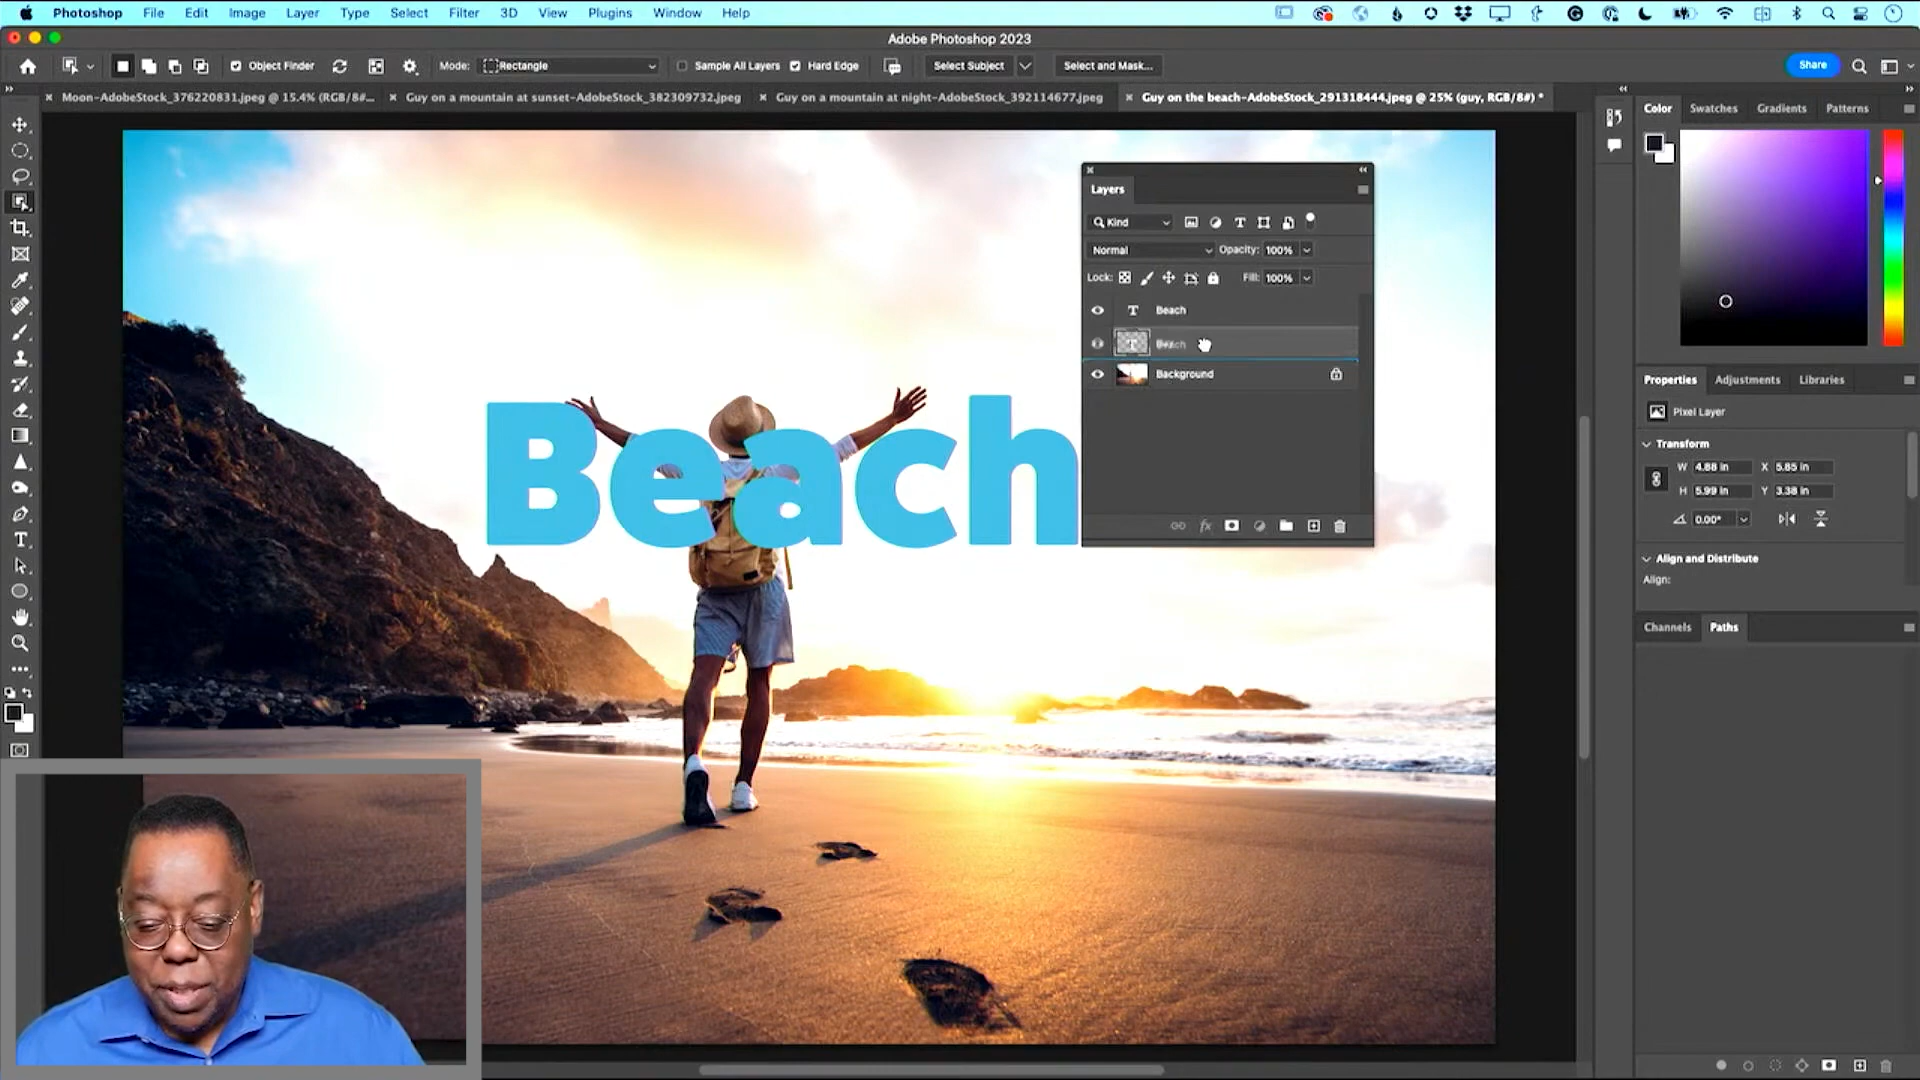 Photoshop File Edit Image Layer Type Select Filter 3D View Plugins Window Help
Adobe Photoshop 2023
Object Finder Mode: Rectangle Sample All Layers Hard Edge Select Subject Select and Mask... Share
Moon-AdobeStock_376220831.jpeg @ 15.4% (RGB/8#... Guy on a mountain at sunset-AdobeStock_382309732.jpeg Guy on a mountain at night-AdobeStock_392114677.jpeg Guy on the beach-AdobeStock_291318444.jpeg @ 25% (guy, RGB/8#) *
Color Swatches Gradients Patterns
Layers
Kind
Normal Opacity: 100%
Lock: Fill: 100%
T Beach
Background
Beach
Properties Adjustments Libraries
Pixel Layer
Transform
W 4.88 in X 5.85 in
H 5.99 in Y 3.38 in
0.00°
Align and Distribute
Align:
Channels Paths